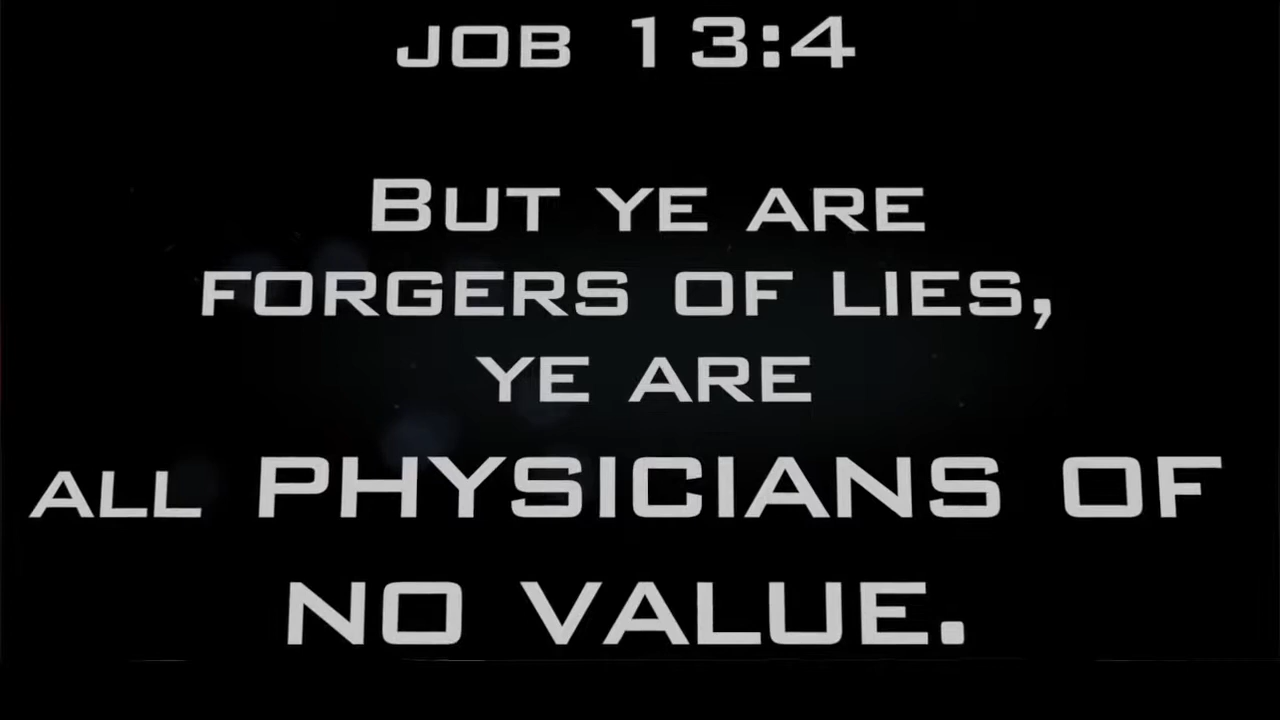 JOB 13:4
BUT YE ARE
FORGERS OF LIES,
YE ARE
ALL PHYSICIANS OF
NO VALUE.